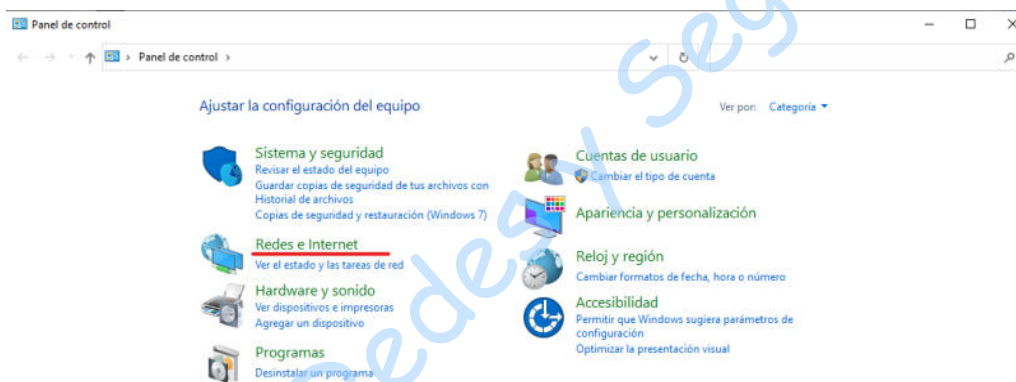 Panel de control
Panel de control
Ajustar la configuración del equipo
Ver por: Categoría
Sistema y seguridad
Revisar el estado del equipo
Guardar copias de seguridad de tus archivos con
Historial de archivos
Copias de seguridad y restauración (Windows 7)
Redes e Internet
Ver el estado y las tareas de red
Hardware y sonido
Ver dispositivos e impresoras
Agregar un dispositivo
Programas
Desinstalar un programa
Cuentas de usuario
Cambiar el tipo de cuenta
Apariencia y personalización
Reloj y región
Cambiar formatos de fecha, hora o número
Accesibilidad
Permitir que Windows sugiera parámetros de
configuración
Optimizar la presentación visual
Redes y Seg